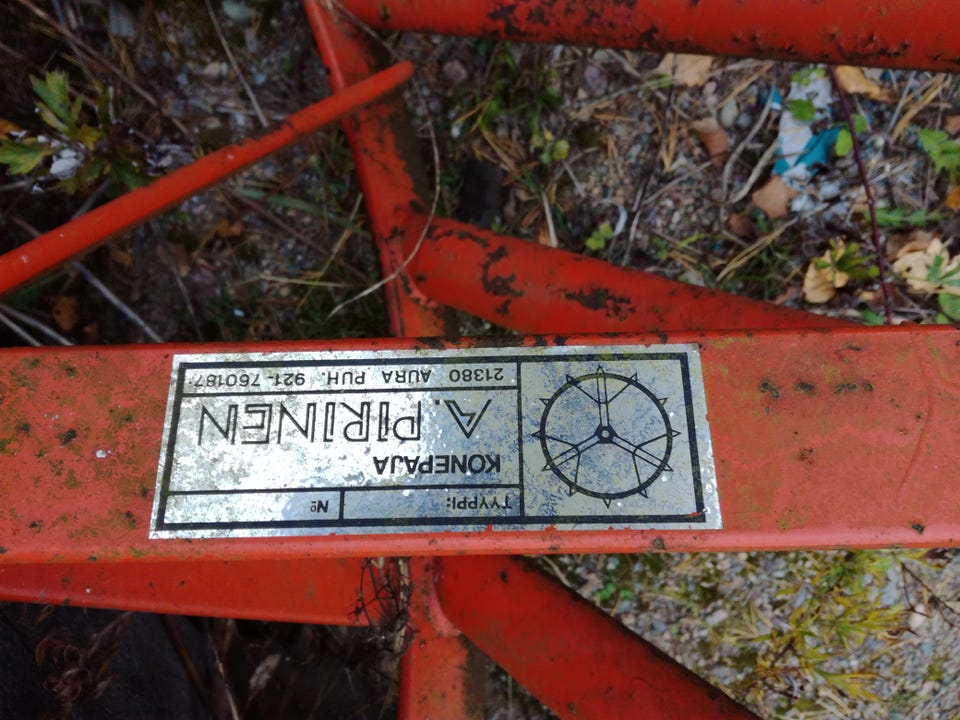 TYYPPI: Nº
KONEPAJA
A. PIRINEN
21380 AURA PUH. 921-760187